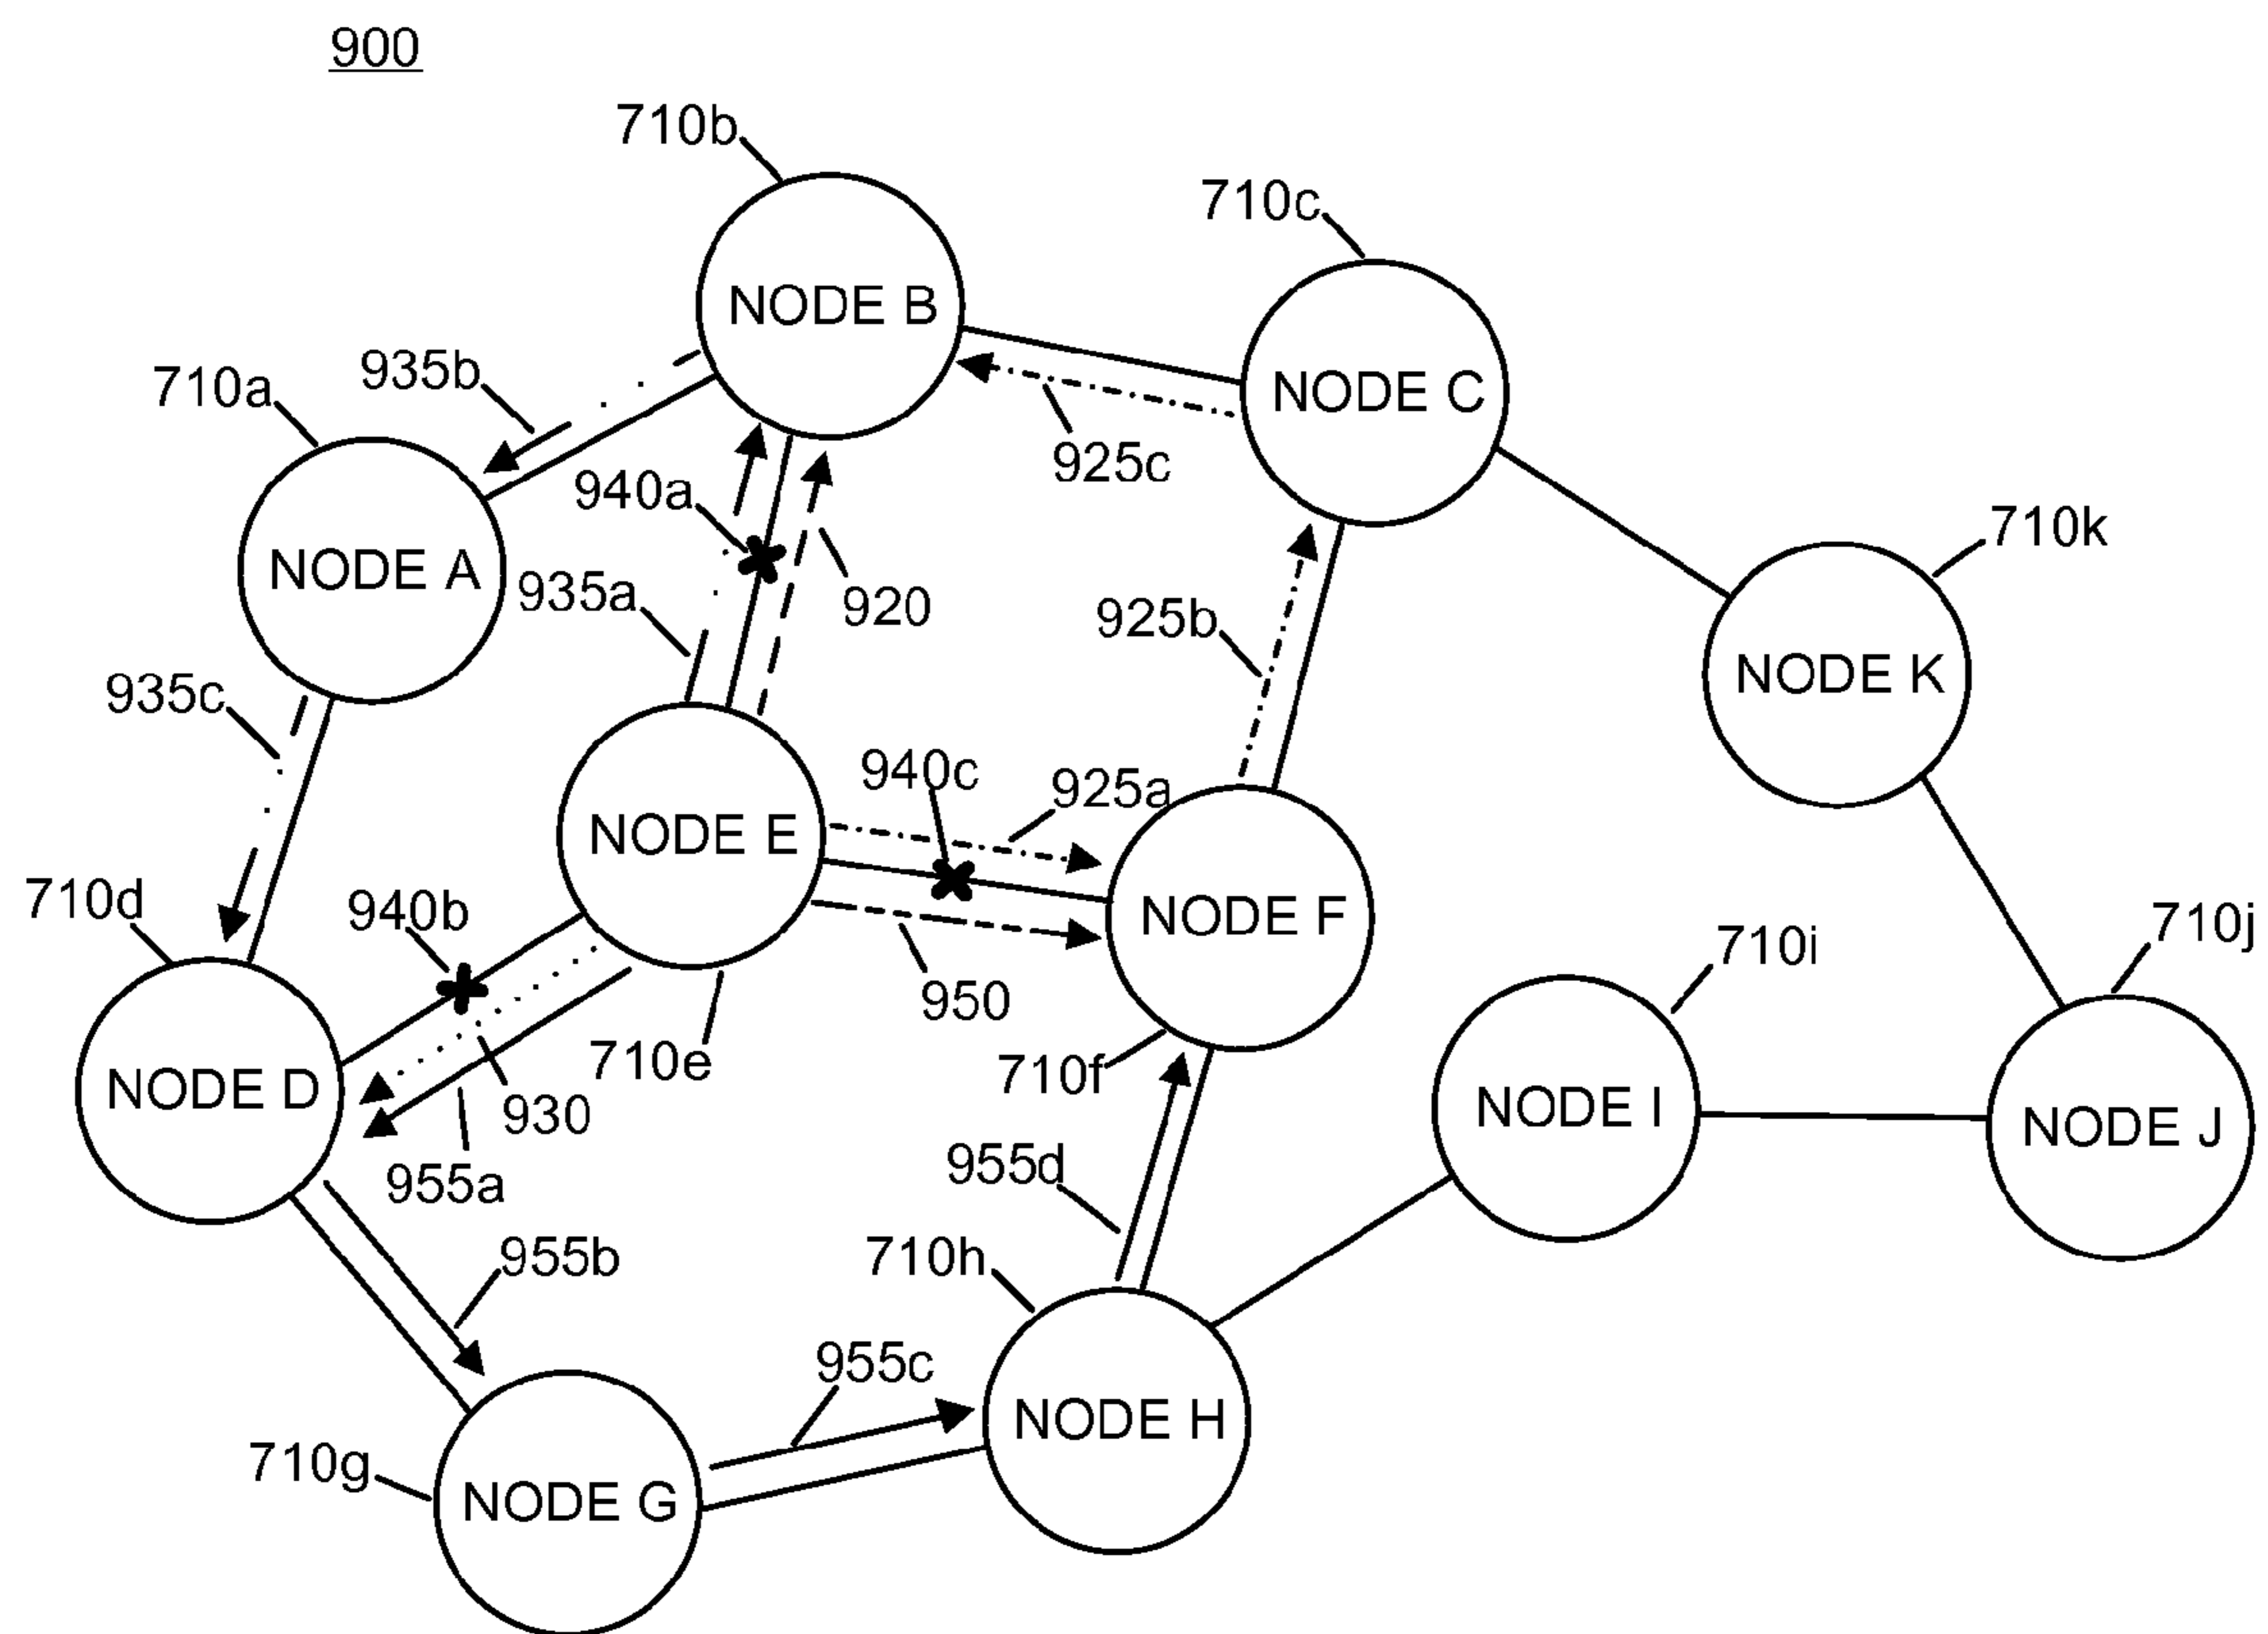 900
710b
710c
NODE B
935b
710a
NODE C
925c
940a
710k
NODE A
935a
920
925b
935c
NODE K
940c
925a
NODE E
710d
940b
NODE F
710i
710j
950
710e
710f
NODE D
930
NODE I
NODE J
955a
955d
955b
710h
955c
NODE H
710g
NODE G